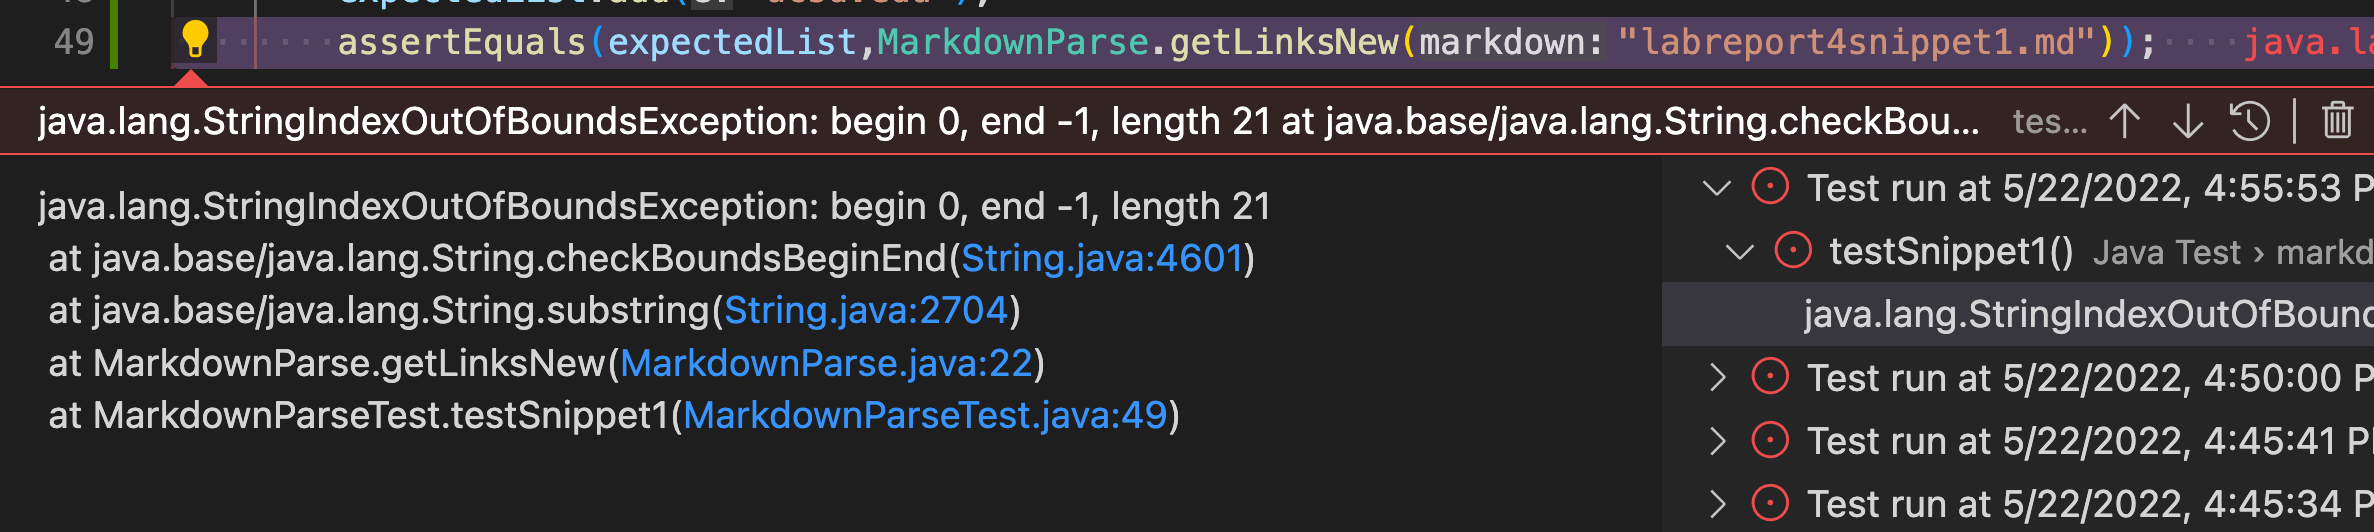 49 assertEquals(expectedList,MarkdownParse.getLinksNew(markdown: "labreport4snippet1.md")); java.la
java.lang.StringIndexOutOfBoundsException: begin 0, end -1, length 21 at java.base/java.lang.String.checkBou... tes...
java.lang.StringIndexOutOfBoundsException: begin 0, end -1, length 21
at java.base/java.lang.String.checkBoundsBeginEnd(String.java:4601)
at java.base/java.lang.String.substring(String.java:2704)
at MarkdownParse.getLinksNew(MarkdownParse.java:22)
at MarkdownParseTest.testSnippet1(MarkdownParseTest.java:49)
Test run at 5/22/2022, 4:55:53 P
testSnippet1() Java Test > markd
java.lang.StringIndexOutOfBound
Test run at 5/22/2022, 4:50:00 P
Test run at 5/22/2022, 4:45:41 P
Test run at 5/22/2022, 4:45:34 P